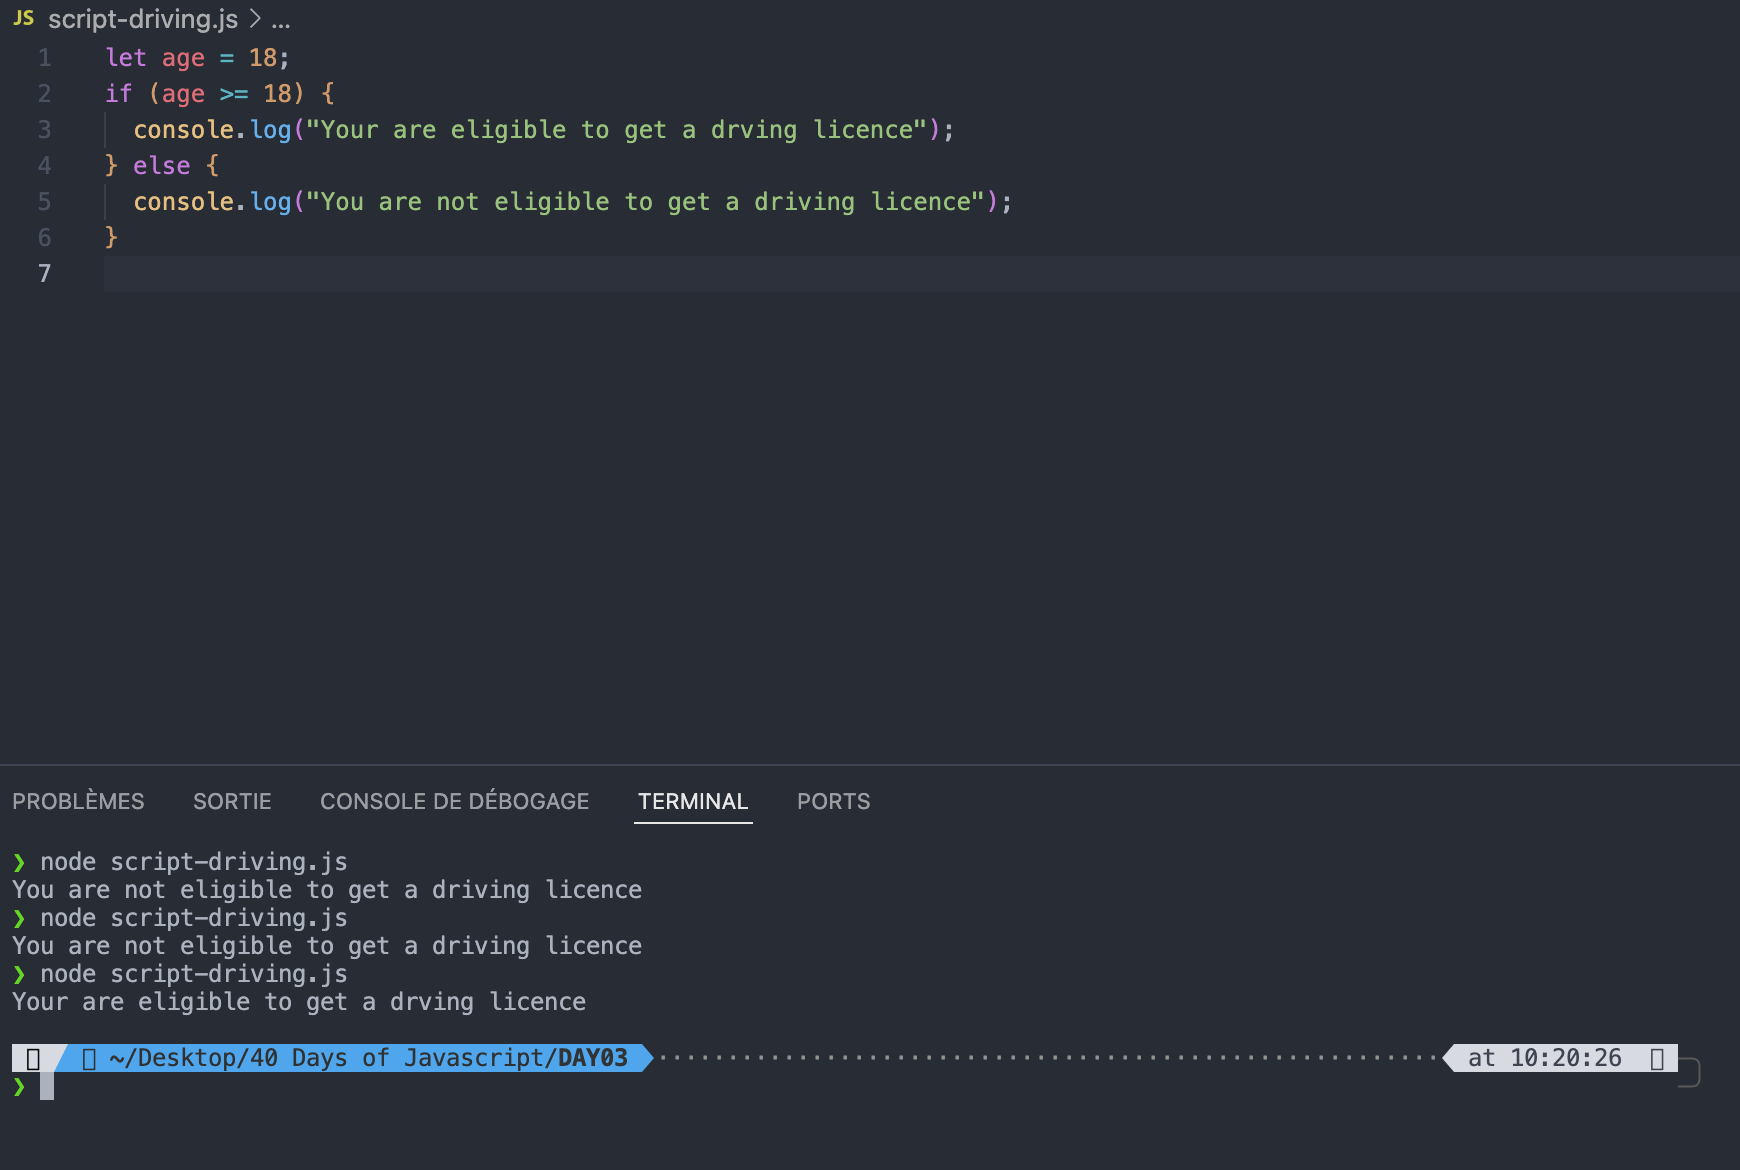 JS script-driving.js > ...
1 let age = 18;
2 if (age >= 18) {
3 console.log("Your are eligible to get a drving licence");
4 } else {
5 console.log("You are not eligible to get a driving licence");
6 }
7
PROBLÈMES SORTIE CONSOLE DE DÉBOGAGE TERMINAL PORTS
❯ node script-driving.js
You are not eligible to get a driving licence
❯ node script-driving.js
You are not eligible to get a driving licence
❯ node script-driving.js
Your are eligible to get a drving licence
~/Desktop/40 Days of Javascript/DAY03 at 10:20:26
❯